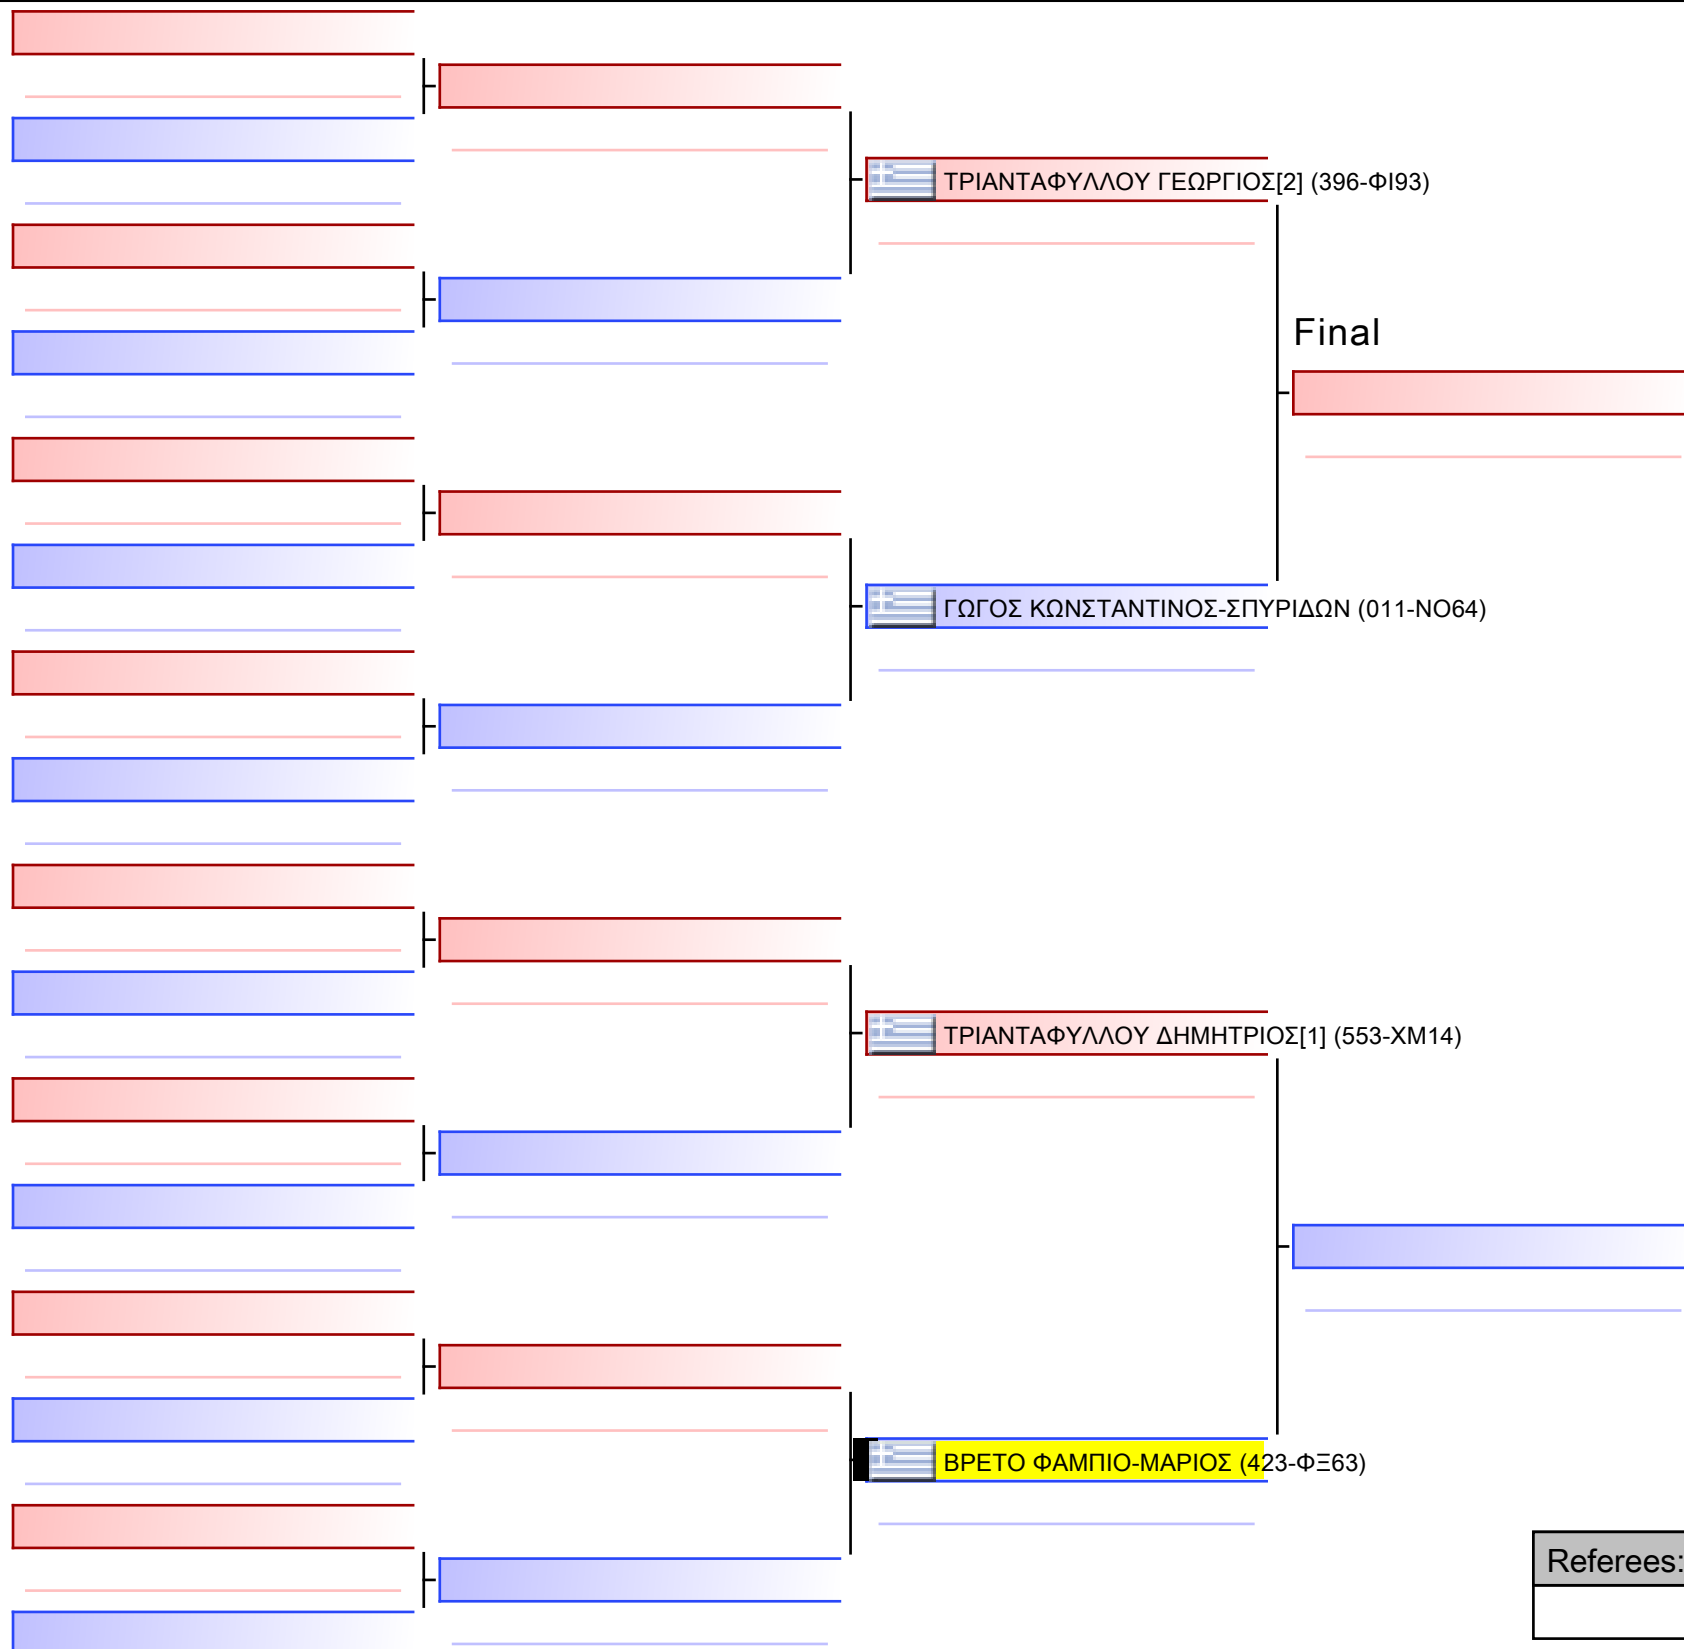 ΤΡΙΑΝΤΑΦΥΛΛΟΥ ΓΕΩΡΓΙΟΣ[2] (396-ΦΙ93)
Final
ΓΩΓΟΣ ΚΩΝΣΤΑΝΤΙΝΟΣ-ΣΠΥΡΙΔΩΝ (011-ΝΟ64)
ΤΡΙΑΝΤΑΦΥΛΛΟΥ ΔΗΜΗΤΡΙΟΣ[1] (553-ΧΜ14)
ΒΡΕΤΟ ΦΑΜΠΙΟ-ΜΑΡΙΟΣ (423-ΦΞ63)
Referees: